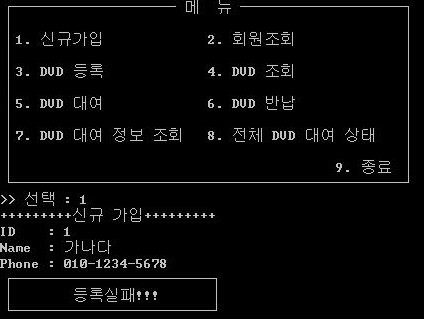 메 뉴
1. 신규가입 2. 회원조회
3. DVD 등록 4. DVD 조회
5. DVD 대여 6. DVD 반납
7. DVD 대여 정보 조회 8. 전체 DVD 대여 상태
9. 종료
>> 선택 : 1
+++++++++신규 가입+++++++++
ID : 1
Name : 가나다
Phone : 010-1234-5678
등록실패!!!